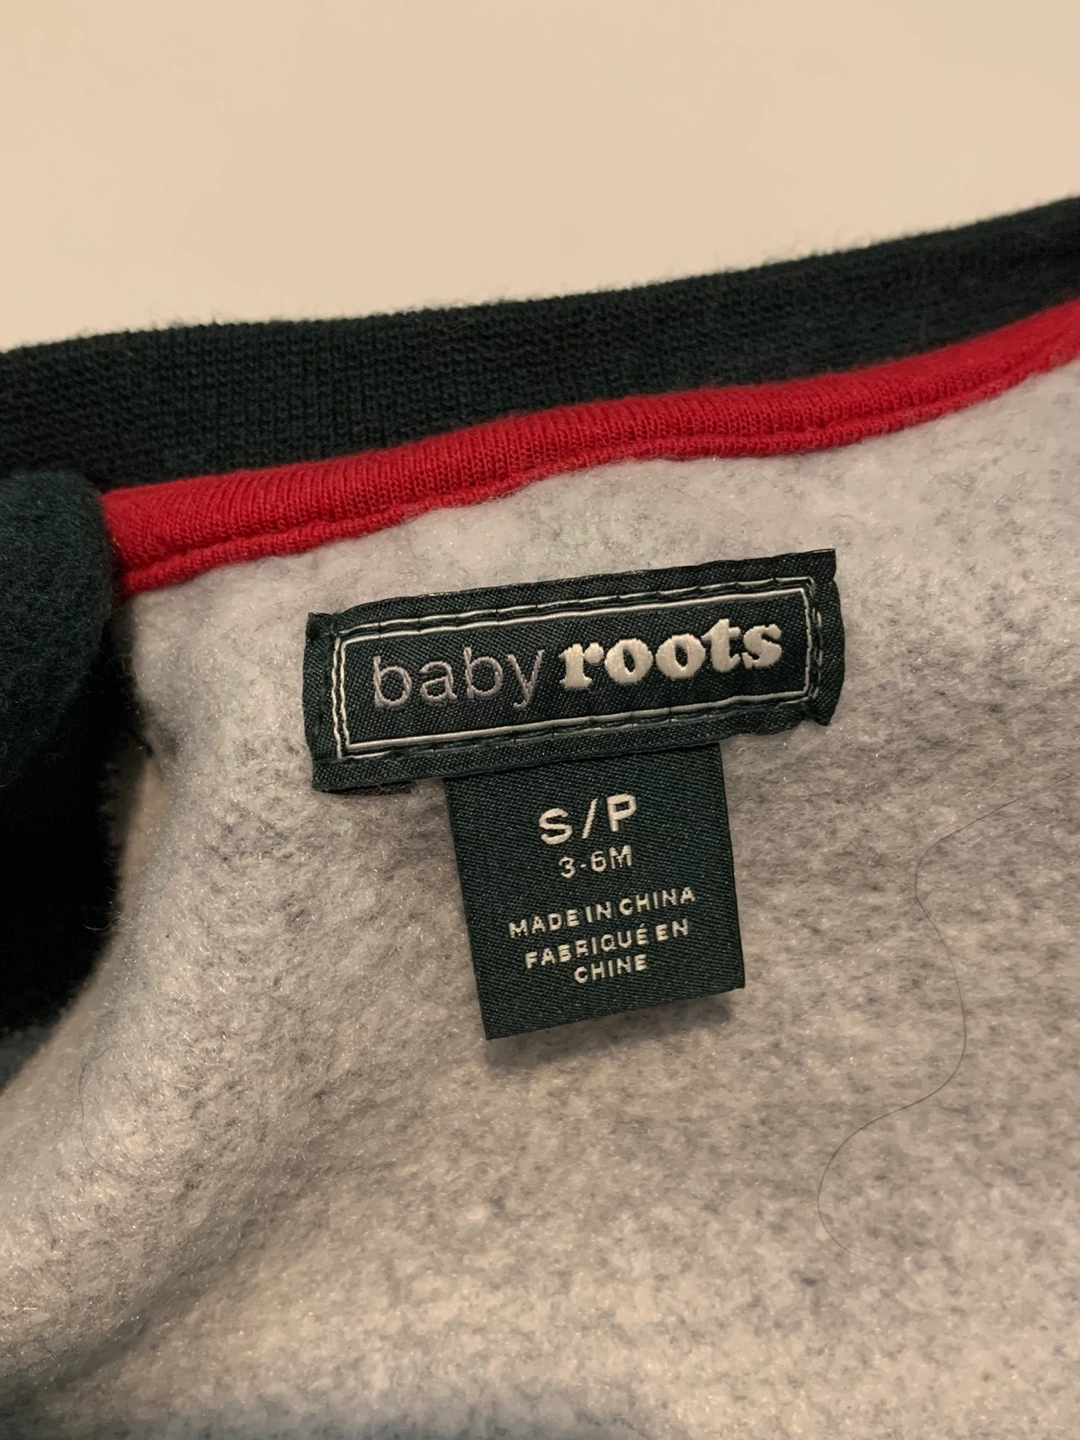 baby roots
S/P
3-6M
MADE IN CHINA
FABRIQUÉ EN
CHINE